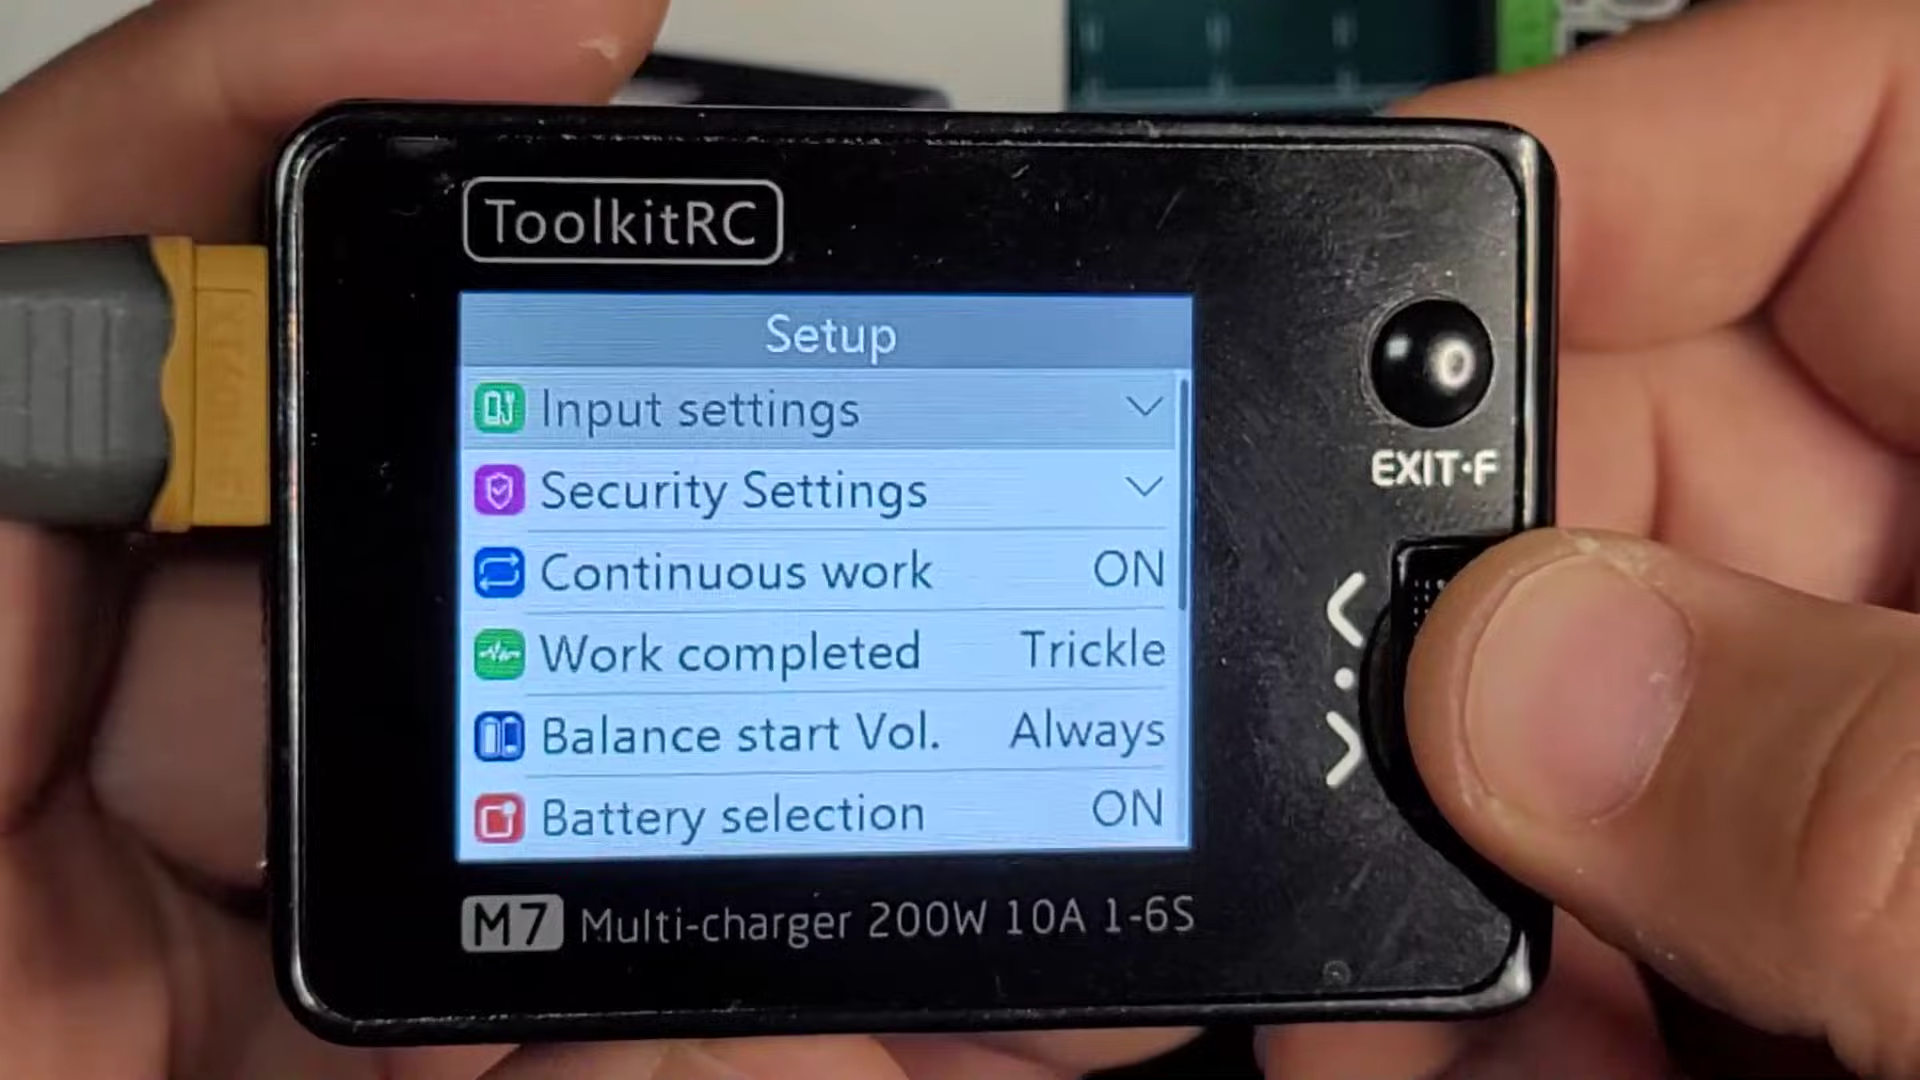 ToolkitRC
Setup
Input settings
Security Settings
Continuous work ON
Work completed Trickle
Balance start Vol. Always
Battery selection ON
EXIT·F
M7 Multi-charger 200W 10A 1-6S